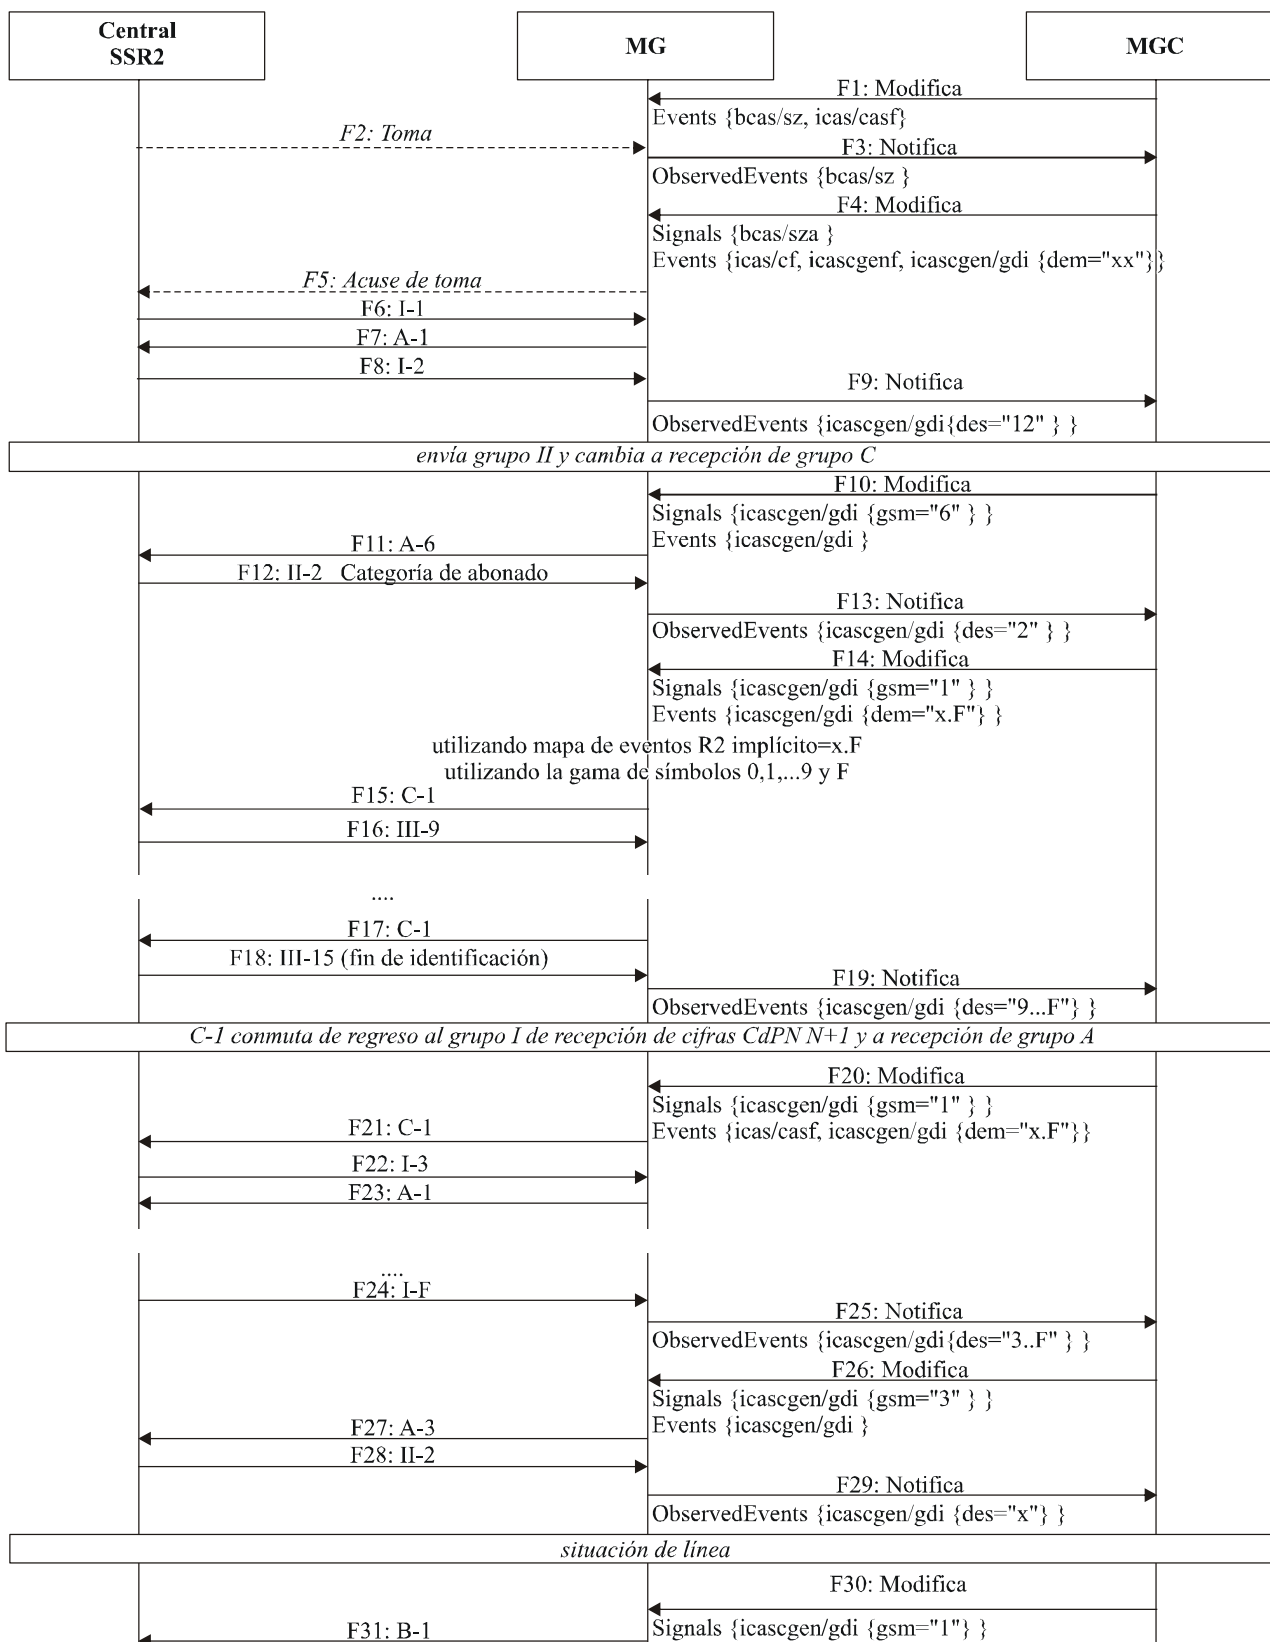 Central
SSR2
MG
MGC
F1: Modifica
Events {bcas/sz, icas/casf}
F2: Toma
F3: Notifica
ObservedEvents {bcas/sz }
F4: Modifica
Signals {bcas/sza }
Events {icas/cf, icascgenf, icascgen/gdi {dem="xx"}}
F5: Acuse de toma
F6: I-1
F7: A-1
F8: I-2
F9: Notifica
ObservedEvents {icascgen/gdi{des="12" } }
envía grupo II y cambia a recepción de grupo C
F10: Modifica
Signals {icascgen/gdi {gsm="6" } }
Events {icascgen/gdi }
F11: A-6
F12: II-2 Categoría de abonado
F13: Notifica
ObservedEvents {icascgen/gdi {des="2" } }
F14: Modifica
Signals {icascgen/gdi {gsm="1" } }
Events {icascgen/gdi {dem="x.F"} }
utilizando mapa de eventos R2 implícito=x.F
utilizando la gama de símbolos 0,1,...9 y F
F15: C-1
F16: III-9
....
F17: C-1
F18: III-15 (fin de identificación)
F19: Notifica
ObservedEvents {icascgen/gdi {des="9...F"} }
C-1 conmuta de regreso al grupo I de recepción de cifras CdPN N+1 y a recepción de grupo A
F20: Modifica
Signals {icascgen/gdi {gsm="1" } }
Events {icas/casf, icascgen/gdi {dem="x.F"}}
F21: C-1
F22: I-3
F23: A-1
....
F24: I-F
F25: Notifica
ObservedEvents {icascgen/gdi{des="3..F" } }
F26: Modifica
Signals {icascgen/gdi {gsm="3" } }
Events {icascgen/gdi }
F27: A-3
F28: II-2
F29: Notifica
ObservedEvents {icascgen/gdi {des="x"} }
situación de línea
F30: Modifica
Signals {icascgen/gdi {gsm="1"} }
F31: B-1